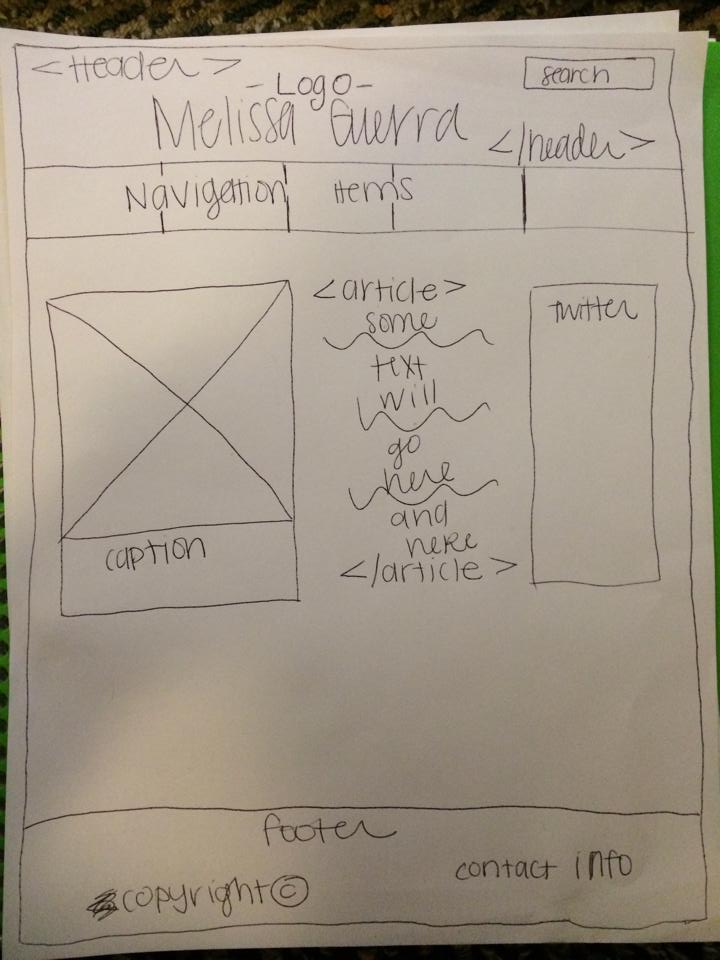 <Header>
search
-Logo-
Melissa Guerra
</header>
Navigation Items
<article>
some
text
will
go
here
and
here
</article>
twitter
caption
footer
contact info
copyright ©